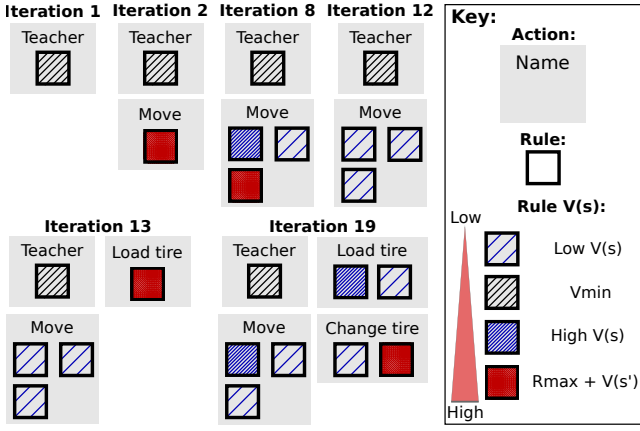 Iteration 1
Iteration 2
Iteration 8
Iteration 12
Teacher
Teacher
Teacher
Teacher
Move
Move
Move
Iteration 13
Iteration 19
Teacher
Load tire
Teacher
Load tire
Move
Move
Change tire
Key:
Action:
Name
Rule:
Rule V(s):
Low
Low V(s)
Vmin
High V(s)
Rmax + V(s')
High